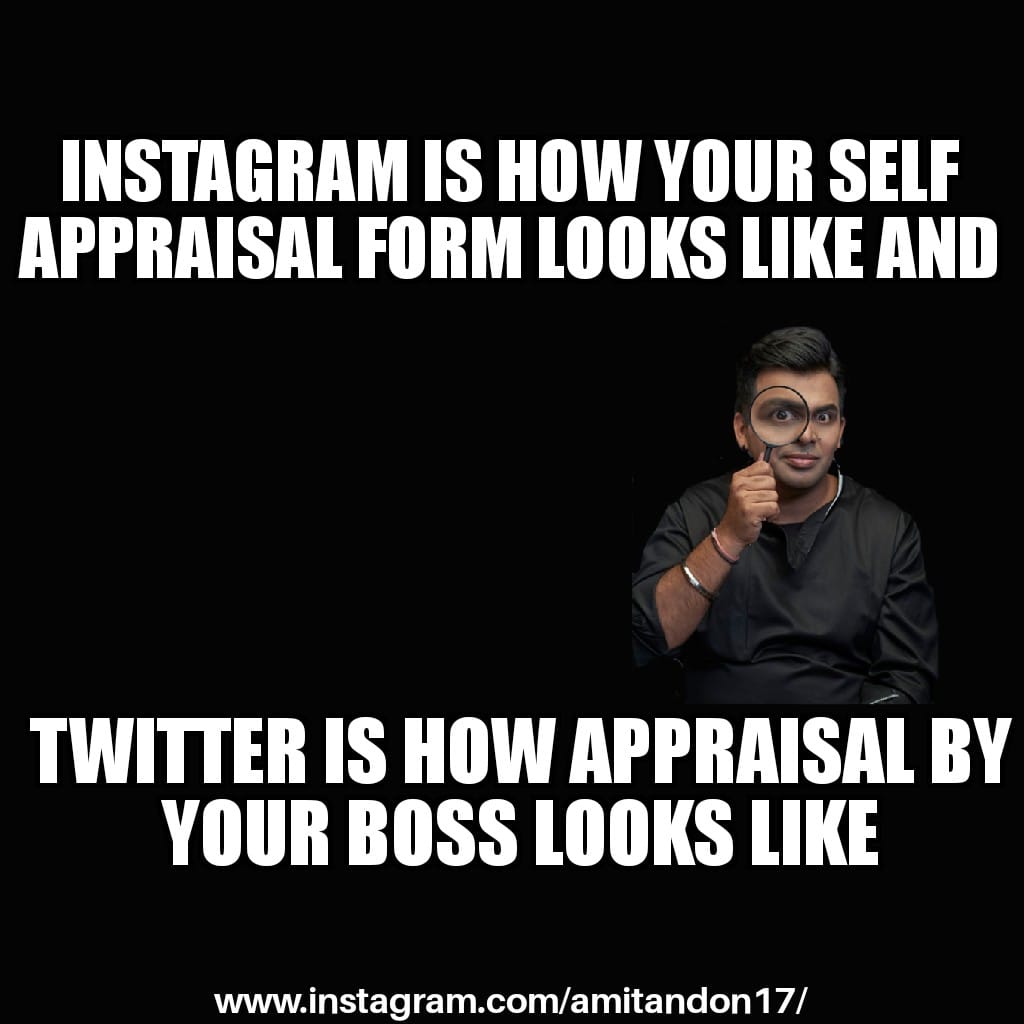 INSTAGRAM IS HOW YOUR SELF
APPRAISAL FORM LOOKS LIKE AND
TWITTER IS HOW APPRAISAL BY
YOUR BOSS LOOKS LIKE
www.instagram.com/amitandon17/